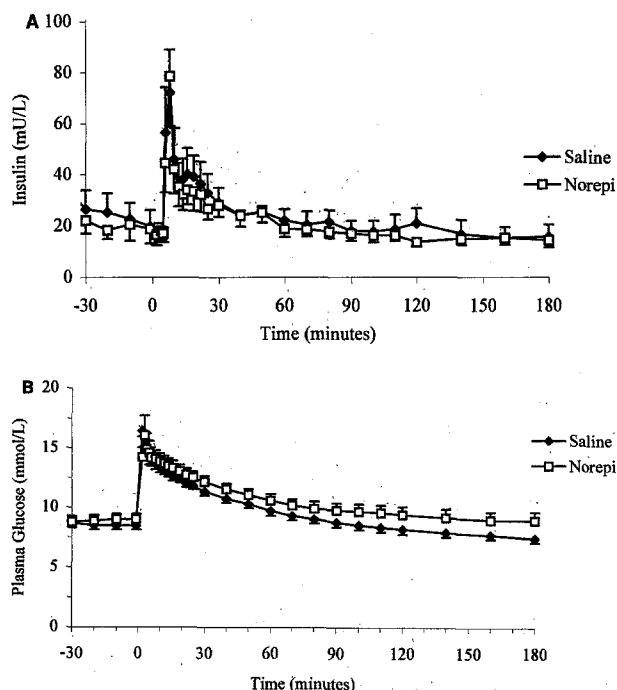 A
100
80
60
40
20
0
Insulin (mU/L)
Saline
Norepi
-30 0 30 60 90 120 150 180
Time (minutes)
B
20
15
10
5
0
Plasma Glucose (mmol/L)
Saline
Norepi
-30 0 30 60 90 120 150 180
Time (minutes)